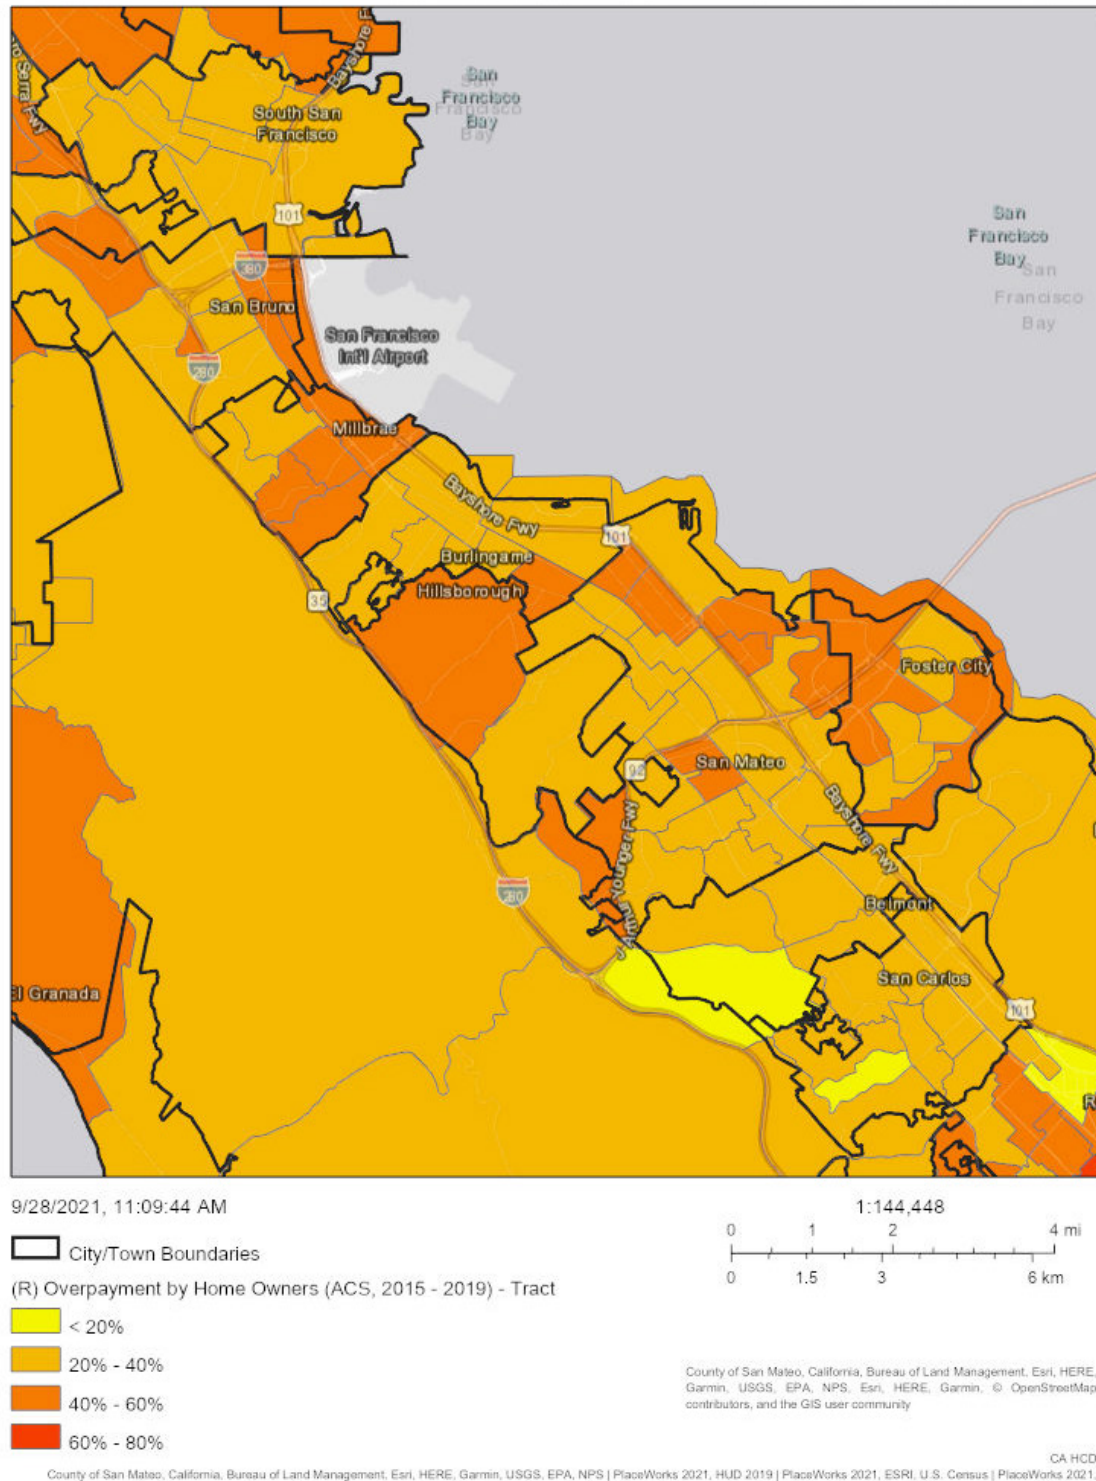 Bayshore F
ro Serra Fwy
San
Francisco
Bay
San
Francisco
Bay
South San
Francisco
101
San
Francisco
Bay
San
Francisco
Bay
380
San Bruno
San Francisco
Int'l Airport
280
Millbrae
Bayshore Fwy
101
Burlingame
Hillsborough
35
Foster City
San Mateo
92
Bayshore Fwy
J Arthur Younger Fwy
280
Belmont
San Carlos
El Granada
101
R
9/28/2021, 11:09:44 AM
1:144,448
0 1 2 4 mi
0 1.5 3 6 km
City/Town Boundaries
(R) Overpayment by Home Owners (ACS, 2015 - 2019) - Tract
< 20%
20% - 40%
40% - 60%
60% - 80%
County of San Mateo, California, Bureau of Land Management, Esri, HERE,
Garmin, USGS, EPA, NPS, Esri, HERE, Garmin, © OpenStreetMap
contributors, and the GIS user community
CA HCD
County of San Mateo, California, Bureau of Land Management, Esri, HERE, Garmin, USGS, EPA, NPS | PlaceWorks 2021, HUD 2019 | PlaceWorks 2021, ESRI, U.S. Census | PlaceWorks 2021,